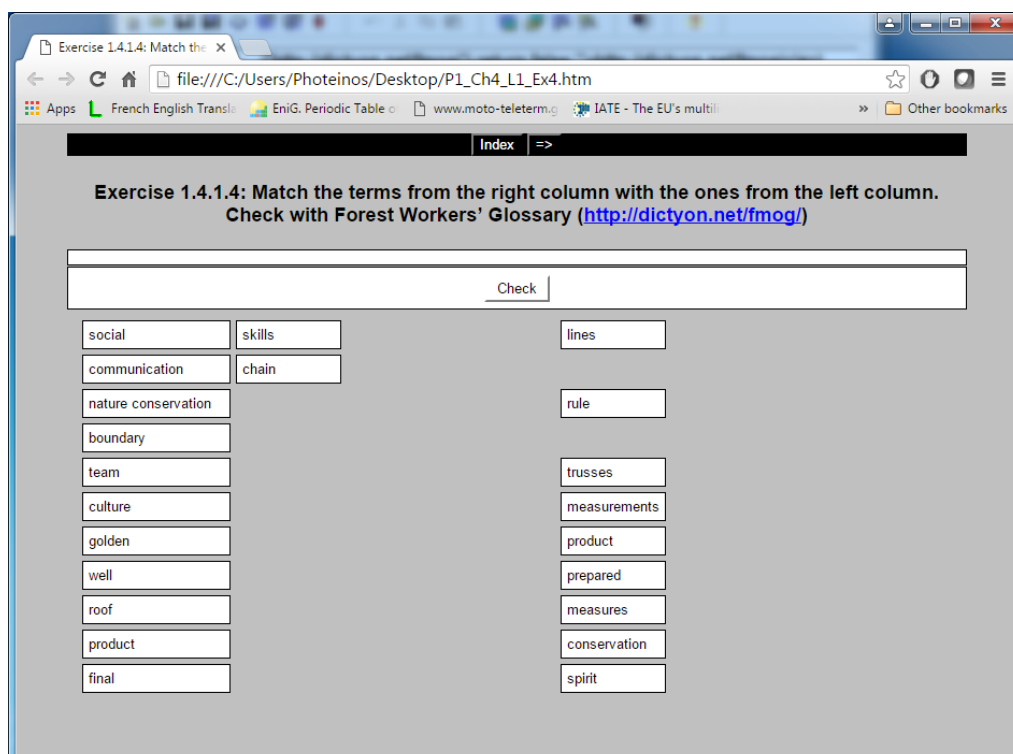 Exercise 1.4.1.4: Match the
file:///C:/Users/Photeinos/Desktop/P1_Ch4_L1_Ex4.htm
Apps French English Transla EniG. Periodic Table o www.moto-teleterm.g IATE - The EU's multili » Other bookmarks
Index =>
Exercise 1.4.1.4: Match the terms from the right column with the ones from the left column.
Check with Forest Workers’ Glossary (http://dictyon.net/fmog/)
Check
social skills lines
communication chain
nature conservation rule
boundary
team trusses
culture measurements
golden product
well prepared
roof measures
product conservation
final spirit